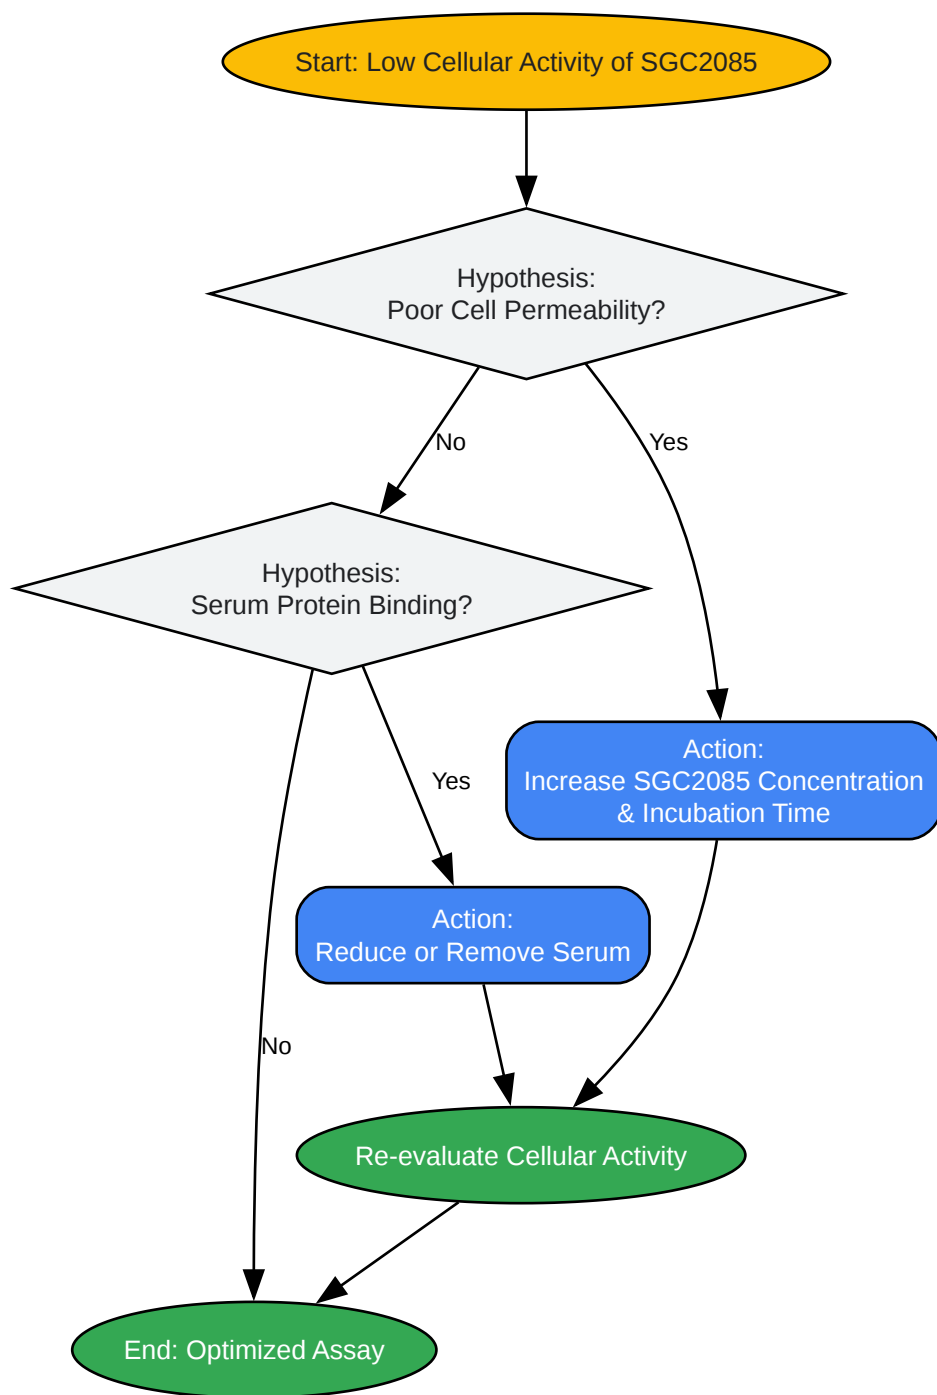 Start: Low Cellular Activity of SGC2085
Hypothesis:
Poor Cell Permeability?
No
Yes
Hypothesis:
Serum Protein Binding?
Action:
Increase SGC2085 Concentration
& Incubation Time
Yes
Action:
Reduce or Remove Serum
No
Re-evaluate Cellular Activity
End: Optimized Assay